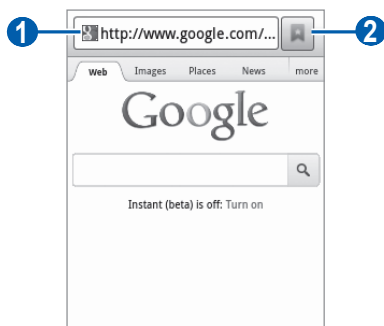 1 http://www.google.com/... 2
Web Images Places News more
Google
Instant (beta) is off: Turn on